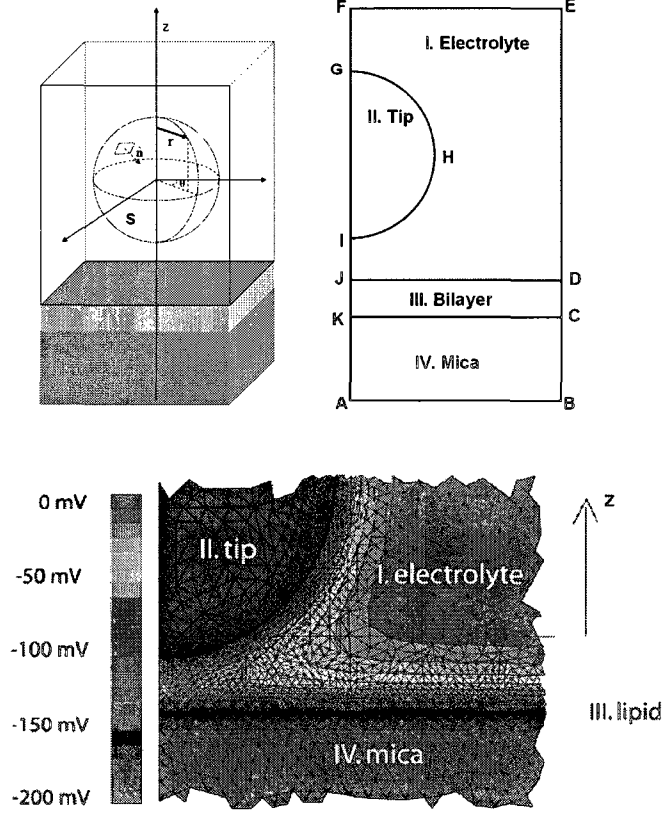 z
r
n
θ
S
F
E
I. Electrolyte
G
II. Tip
H
I
J
D
III. Bilayer
K
C
IV. Mica
A
B
0 mV
-50 mV
-100 mV
-150 mV
-200 mV
II. tip
I. electrolyte
z
III. lipid
IV. mica